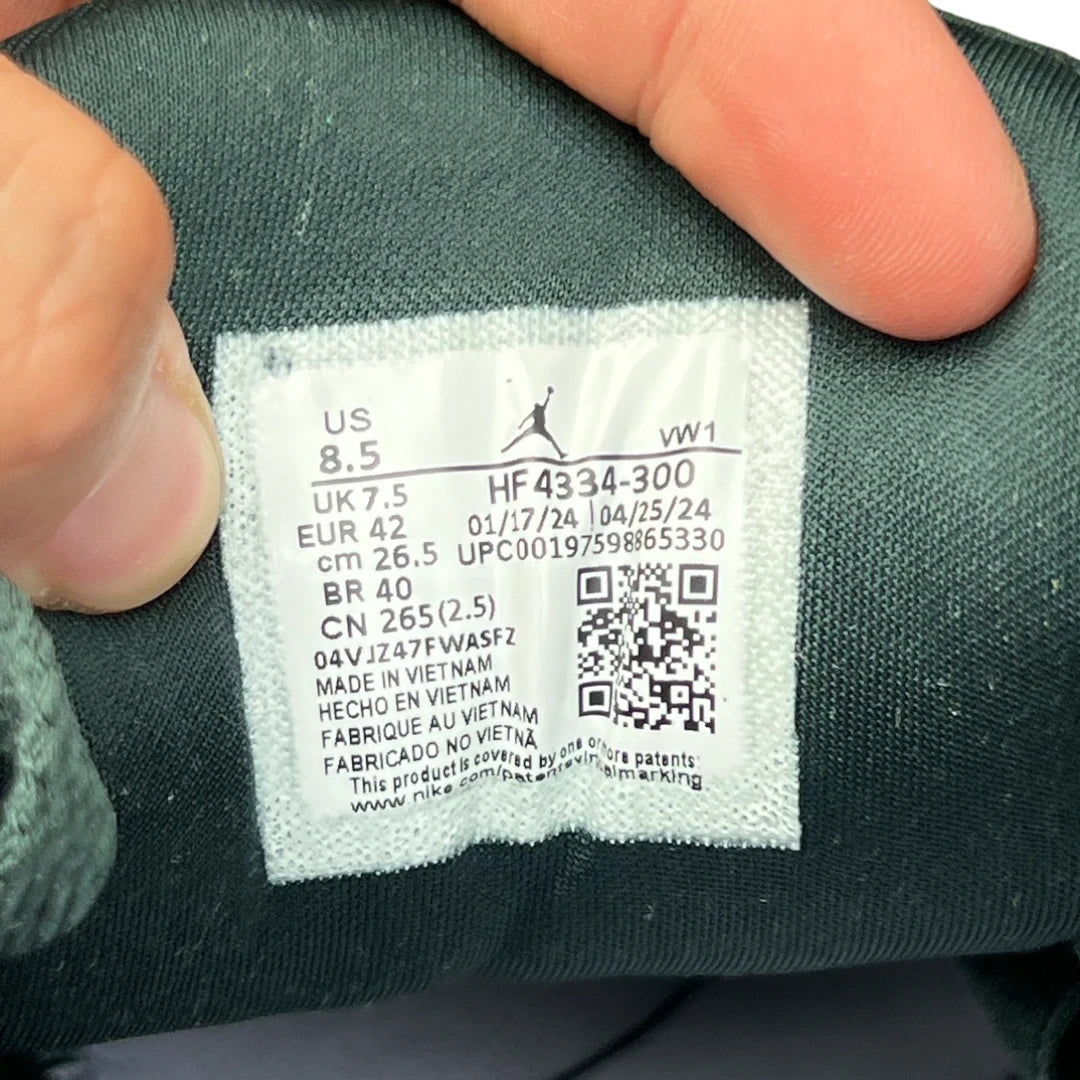 US
8.5
VW1
UK 7.5
HF4334-300
EUR 42
01/17/24 | 04/25/24
cm 26.5
UPC00197598865330
BR 40
CN 265(2.5)
04VJZ47FWASFZ
MADE IN VIETNAM
HECHO EN VIETNAM
FABRIQUE AU VIETNAM
FABRICADO NO VIETNÃ
This product is covered by one or more patents:
www nike com/patent
marking